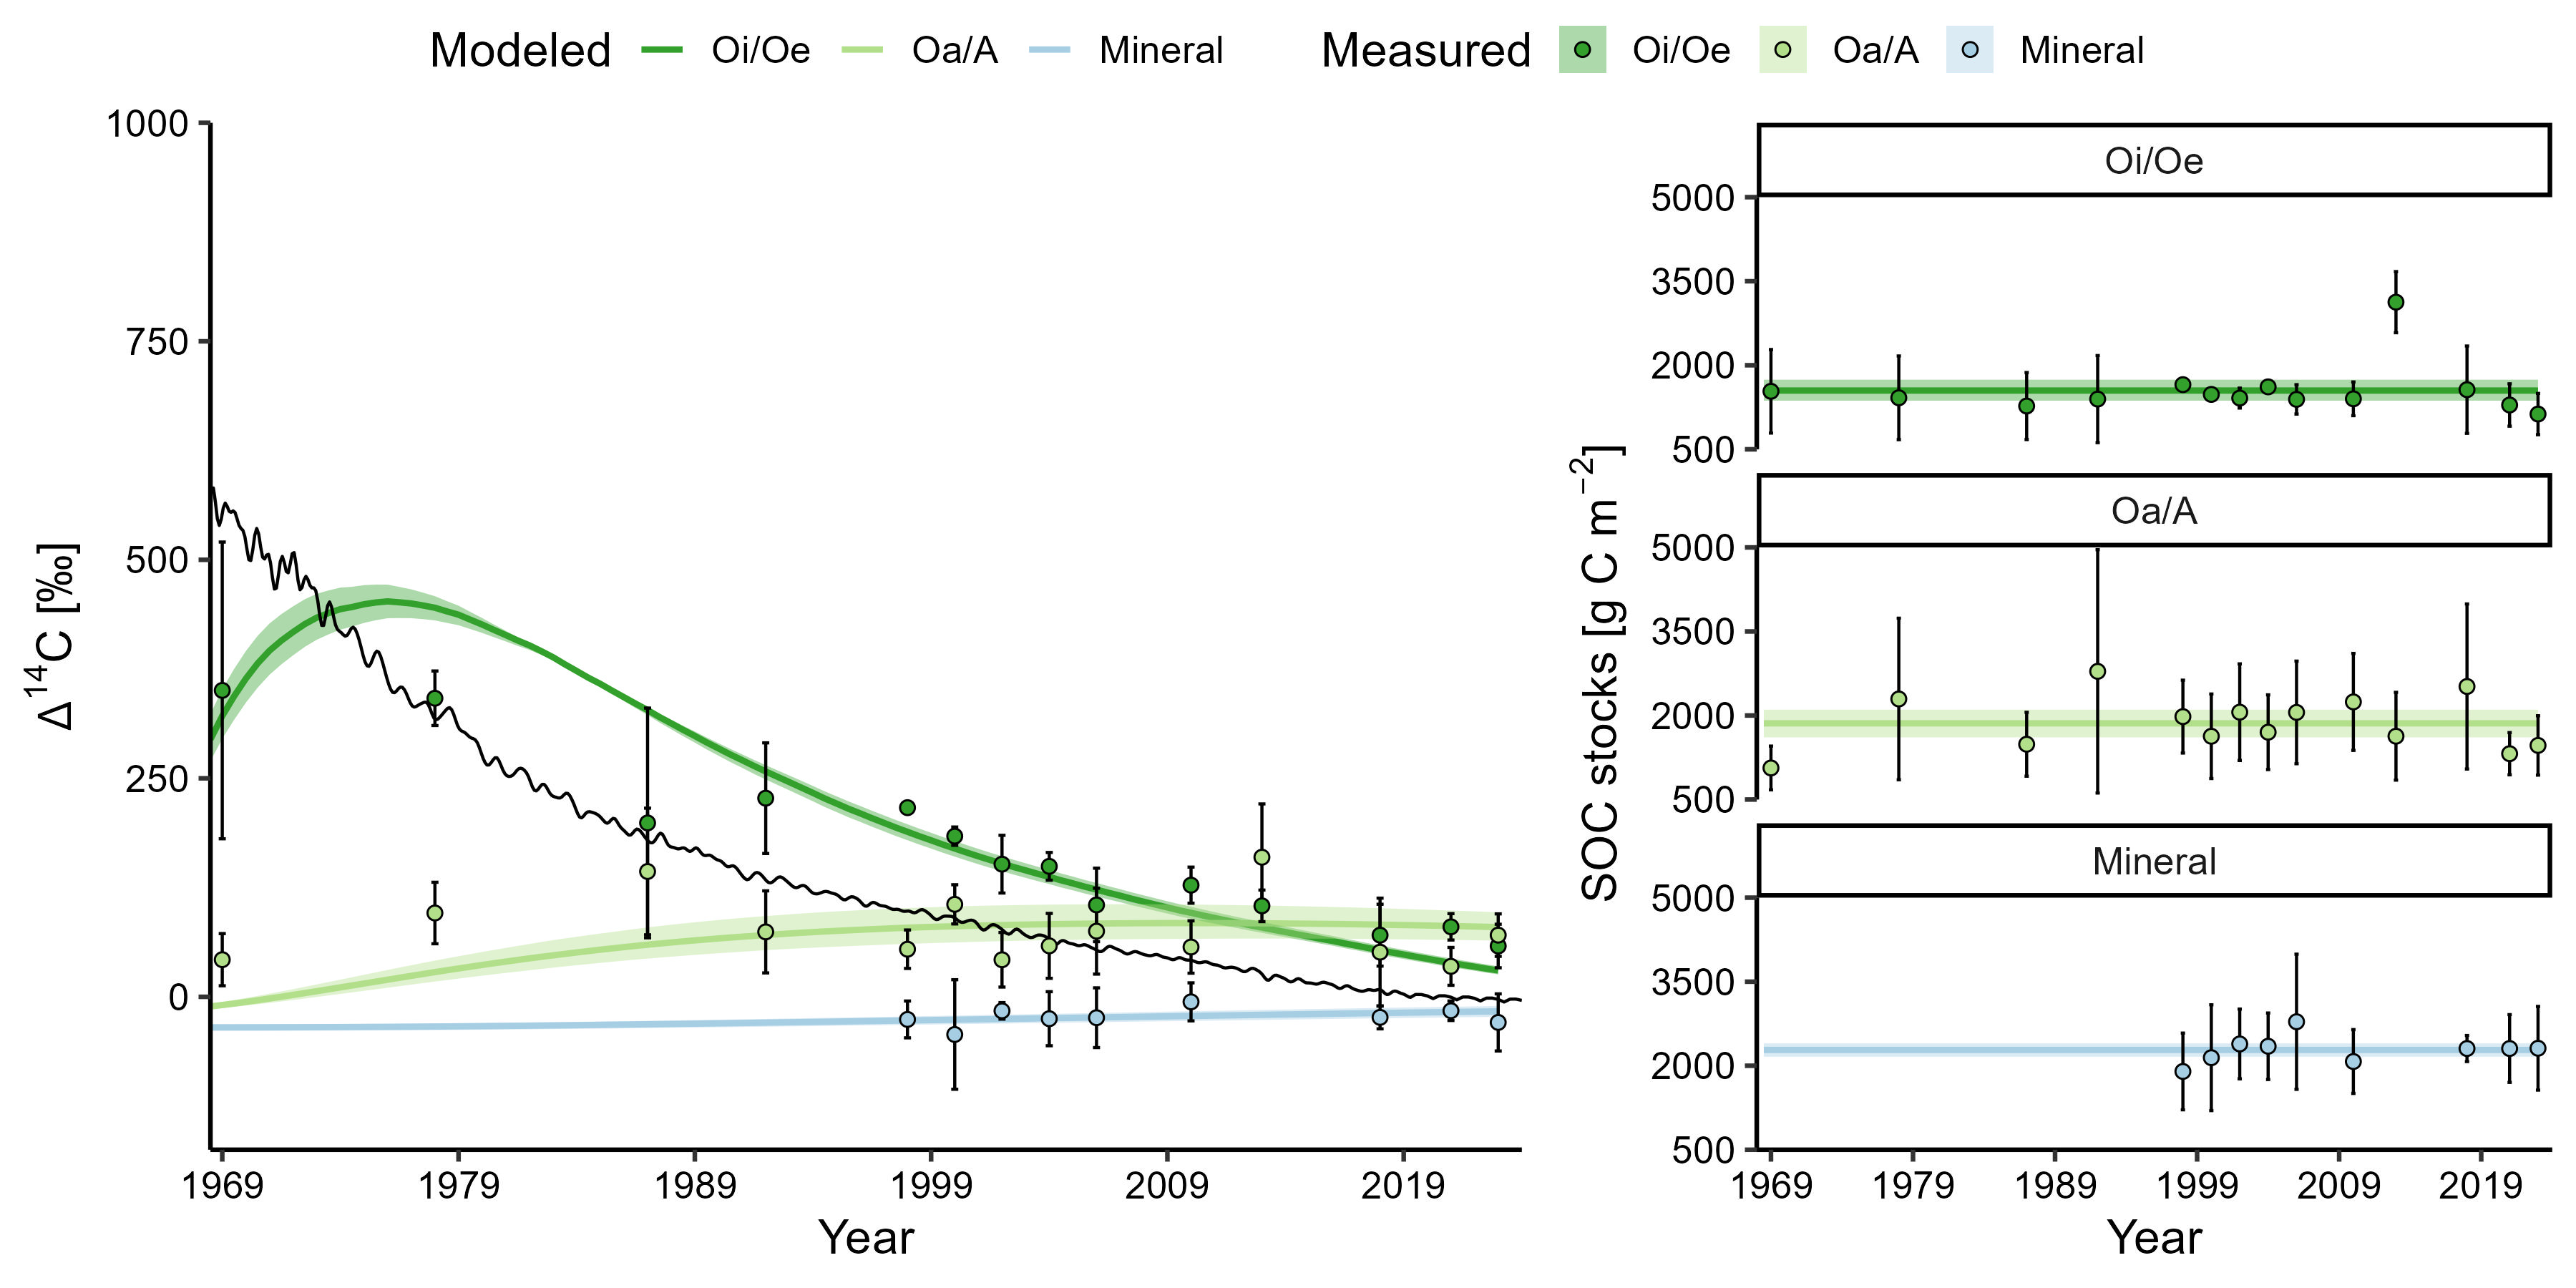 Modeled Oi/Oe Oa/A Mineral Measured Oi/Oe Oa/A Mineral
Δ¹⁴C [‰]
1000
750
500
250
0
1969 1979 1989 1999 2009 2019
Year
SOC stocks [g C m⁻²]
Oi/Oe
5000
3500
2000
500
Oa/A
5000
3500
2000
500
Mineral
5000
3500
2000
500
1969 1979 1989 1999 2009 2019
Year